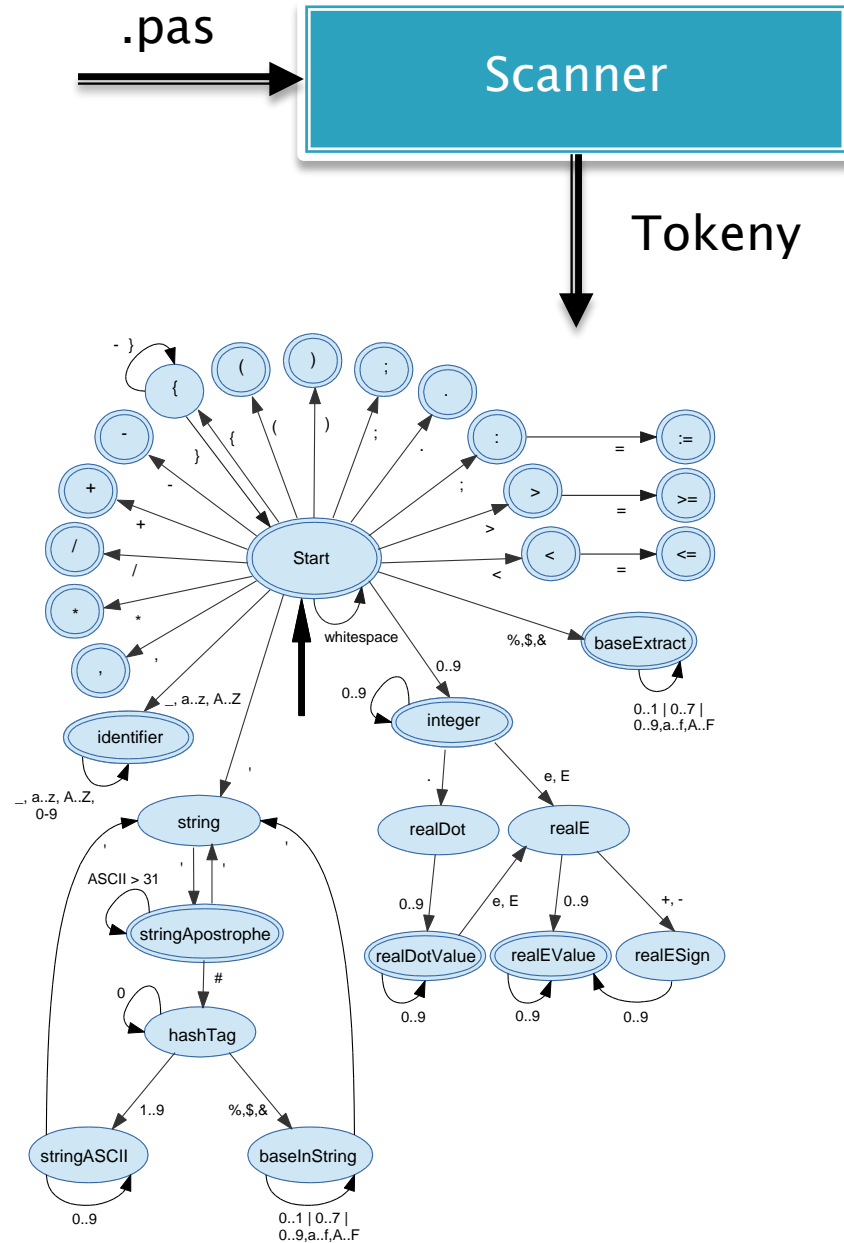 .pas
Scanner
Tokeny
- }
{
(
)
;
.
:
=
:=
-
}
{
(
)
;
.
;
>
=
>=
+
-
>
+
/
/
Start
<
<
=
<=
*
*
whitespace
%,$,&
baseExtract
,
,
0..9
0..1 | 0..7 |
0..9,a..f,A..F
_, a..z, A..Z
0..9
integer
identifier
_, a..z, A..Z,
0-9
'
.
e, E
string
realDot
realE
'
'
'
'
ASCII > 31
stringApostrophe
0..9
e, E
0..9
+, -
realDotValue
realEValue
realESign
#
0..9
0..9
0..9
0
hashTag
1..9
%,$,&
stringASCII
baseInString
0..9
0..1 | 0..7 |
0..9,a..f,A..F